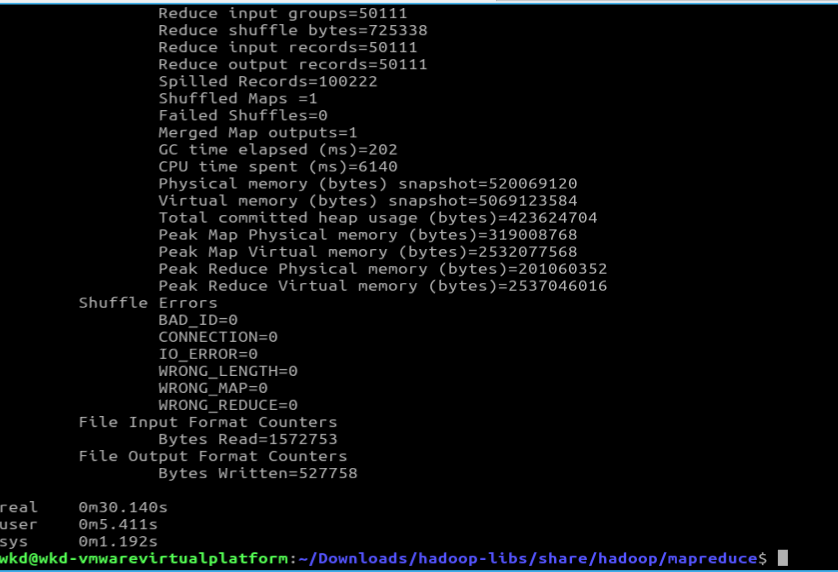 Reduce input groups=50111
Reduce shuffle bytes=725338
Reduce input records=50111
Reduce output records=50111
Spilled Records=100222
Shuffled Maps =1
Failed Shuffles=0
Merged Map outputs=1
GC time elapsed (ms)=202
CPU time spent (ms)=6140
Physical memory (bytes) snapshot=520069120
Virtual memory (bytes) snapshot=5069123584
Total committed heap usage (bytes)=423624704
Peak Map Physical memory (bytes)=319008768
Peak Map Virtual memory (bytes)=2532077568
Peak Reduce Physical memory (bytes)=201060352
Peak Reduce Virtual memory (bytes)=2537046016
Shuffle Errors
BAD_ID=0
CONNECTION=0
IO_ERROR=0
WRONG_LENGTH=0
WRONG_MAP=0
WRONG_REDUCE=0
File Input Format Counters
Bytes Read=1572753
File Output Format Counters
Bytes Written=527758
real 0m30.140s
user 0m5.411s
sys 0m1.192s
wkd@wkd-vmwarevirtualplatform:~/Downloads/hadoop-libs/share/hadoop/mapreduce$